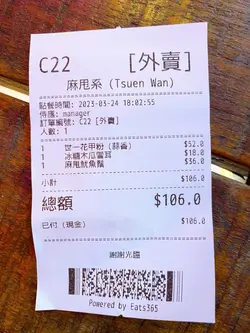 C22 [外賣]
麻甩系 (Tsuen Wan)
點餐時間: 2023-03-24 18:02:55
侍應: manager
訂單編號: C22 [外賣]
人數: 1
1 世一花甲粉 (蒜香) $52.0
1 冰糖木瓜雪耳 $18.0
1 麻甩魷魚鬚 $36.0
小計 $106.0
總額 $106.0
已付 (現金) $106.0
謝謝光臨
Powered by Eats365